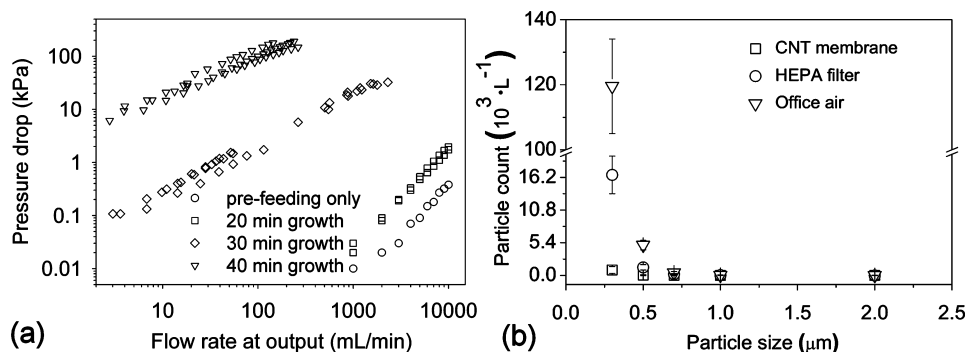 Pressure drop (kPa)
100
10
1
0.1
0.01
pre-feeding only
20 min growth
30 min growth
40 min growth
10
100
1000
10000
Flow rate at output (mL/min)
(a)
Particle count (10³·L⁻¹)
140
120
100
16.2
10.8
5.4
0.0
CNT membrane
HEPA filter
Office air
0.0
0.5
1.0
1.5
2.0
2.5
Particle size (μm)
(b)